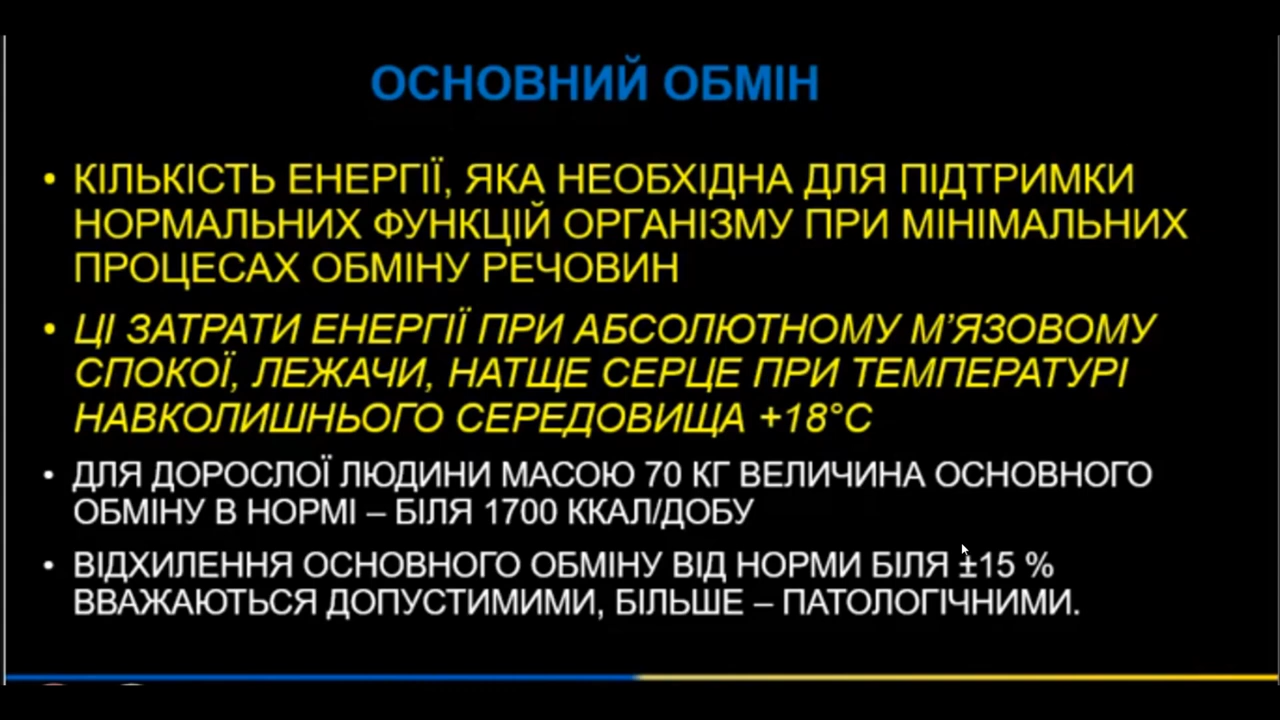 ОСНОВНИЙ ОБМІН
• КІЛЬКІСТЬ ЕНЕРГІЇ, ЯКА НЕОБХІДНА ДЛЯ ПІДТРИМКИ
НОРМАЛЬНИХ ФУНКЦІЙ ОРГАНІЗМУ ПРИ МІНІМАЛЬНИХ
ПРОЦЕСАХ ОБМІНУ РЕЧОВИН
• ЦІ ЗАТРАТИ ЕНЕРГІЇ ПРИ АБСОЛЮТНОМУ М’ЯЗОВОМУ
СПОКОЇ, ЛЕЖАЧИ, НАТЩЕ СЕРЦЕ ПРИ ТЕМПЕРАТУРІ
НАВКОЛИШНЬОГО СЕРЕДОВИЩА +18°С
• ДЛЯ ДОРОСЛОЇ ЛЮДИНИ МАСОЮ 70 КГ ВЕЛИЧИНА ОСНОВНОГО
ОБМІНУ В НОРМІ – БІЛЯ 1700 ККАЛ/ДОБУ
• ВІДХИЛЕННЯ ОСНОВНОГО ОБМІНУ ВІД НОРМИ БІЛЯ ±15 %
ВВАЖАЮТЬСЯ ДОПУСТИМИМИ, БІЛЬШЕ – ПАТОЛОГІЧНИМИ.